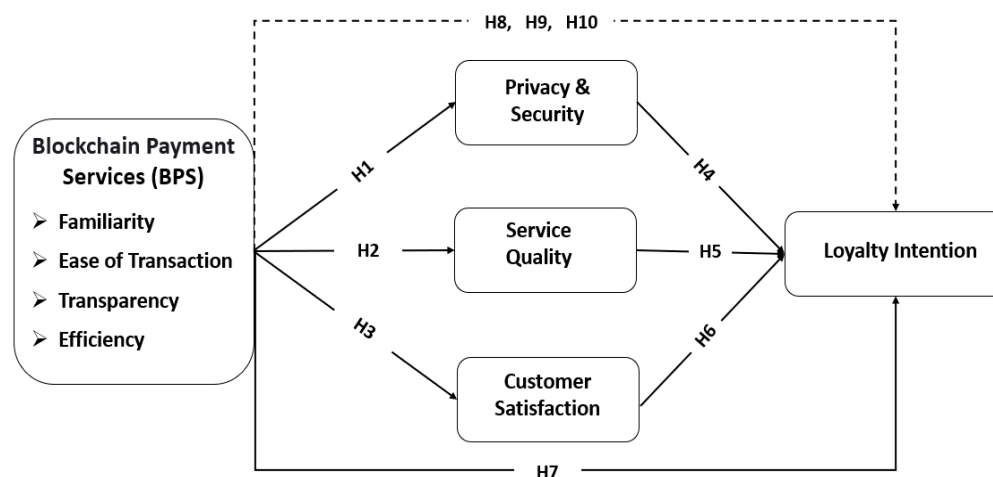 H8, H9, H10
Privacy &
Security
Blockchain Payment
Services (BPS)
➢ Familiarity
➢ Ease of Transaction
➢ Transparency
➢ Efficiency
H1
H4
Service
Quality
H2
H5
Loyalty Intention
H3
H6
Customer
Satisfaction
H7